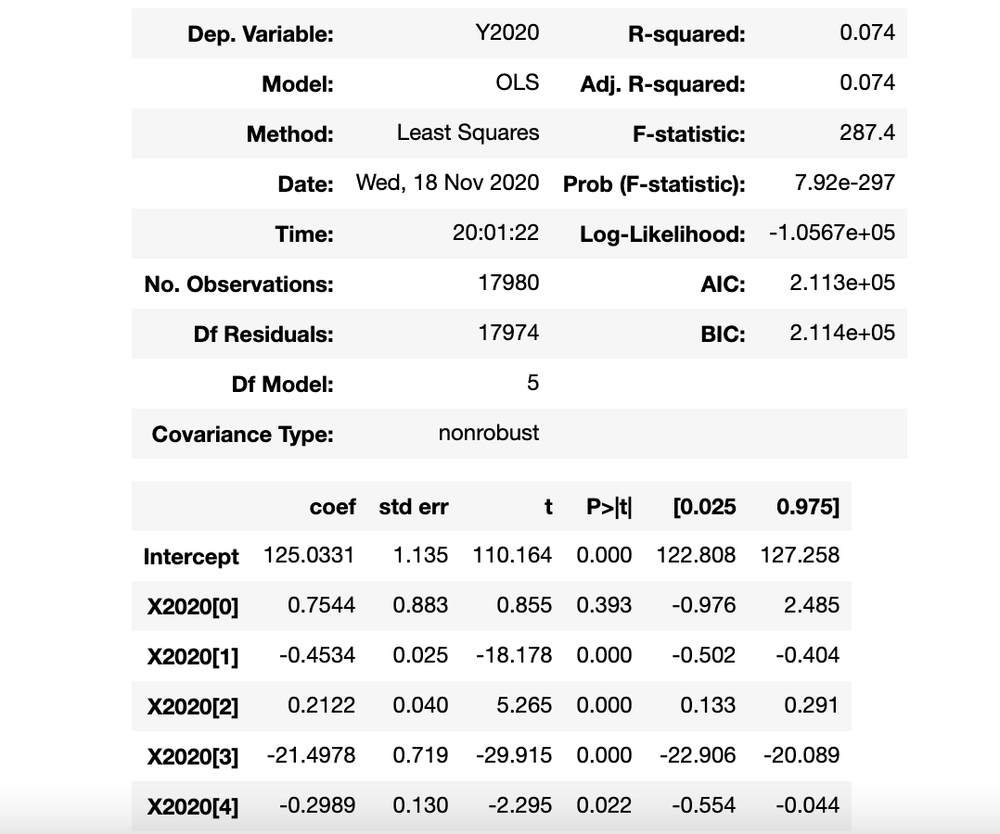 Dep. Variable: Y2020 R-squared: 0.074
Model: OLS Adj. R-squared: 0.074
Method: Least Squares F-statistic: 287.4
Date: Wed, 18 Nov 2020 Prob (F-statistic): 7.92e-297
Time: 20:01:22 Log-Likelihood: -1.0567e+05
No. Observations: 17980 AIC: 2.113e+05
Df Residuals: 17974 BIC: 2.114e+05
Df Model: 5
Covariance Type: nonrobust
coef std err t P>|t| [0.025 0.975]
Intercept 125.0331 1.135 110.164 0.000 122.808 127.258
X2020[0] 0.7544 0.883 0.855 0.393 -0.976 2.485
X2020[1] -0.4534 0.025 -18.178 0.000 -0.502 -0.404
X2020[2] 0.2122 0.040 5.265 0.000 0.133 0.291
X2020[3] -21.4978 0.719 -29.915 0.000 -22.906 -20.089
X2020[4] -0.2989 0.130 -2.295 0.022 -0.554 -0.044